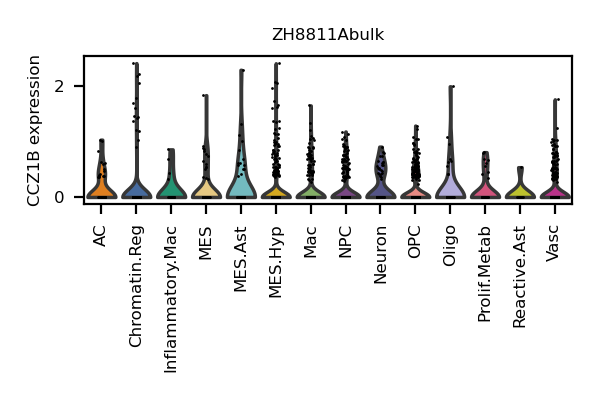 ZH8811Abulk
CCZ1B expression
2
0
AC
Chromatin.Reg
Inflammatory.Mac
MES
MES.Ast
MES.Hyp
Mac
NPC
Neuron
OPC
Oligo
Prolif.Metab
Reactive.Ast
Vasc